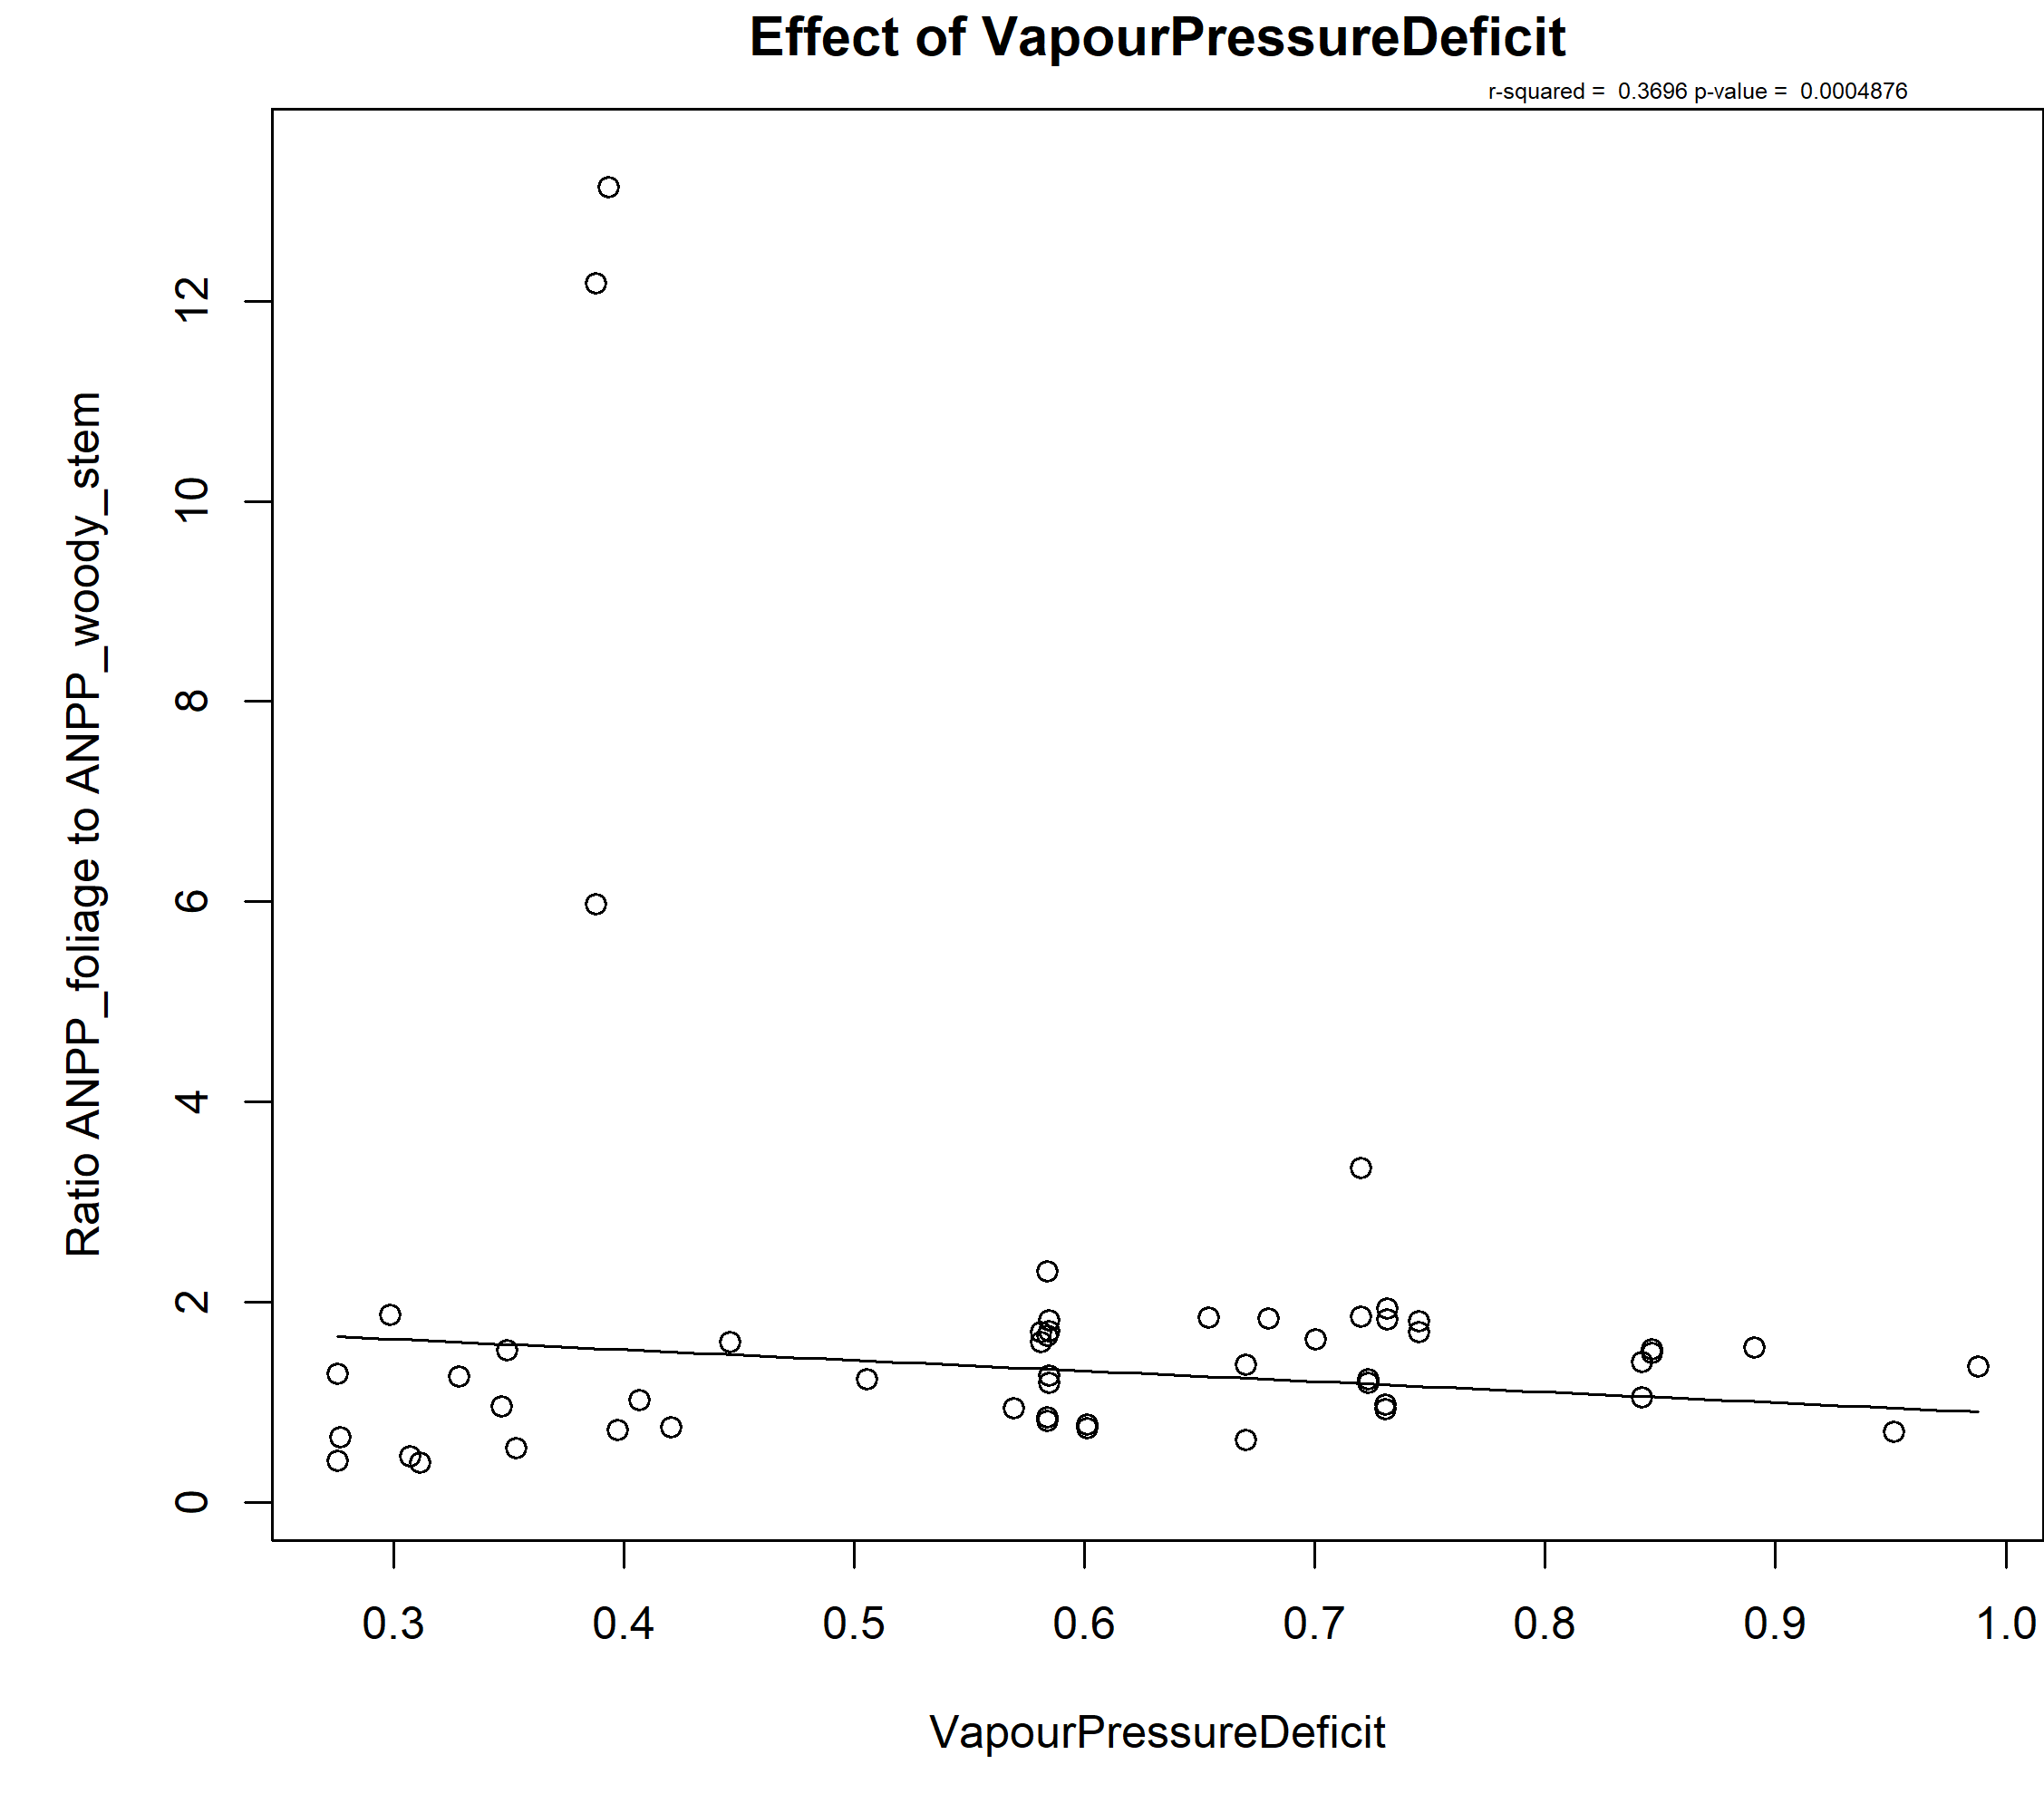 Effect of VapourPressureDeficit
r-squared = 0.3696 p-value = 0.0004876
Ratio ANPP_foliage to ANPP_woody_stem
12
10
8
6
4
2
0
0.3 0.4 0.5 0.6 0.7 0.8 0.9 1.0
VapourPressureDeficit